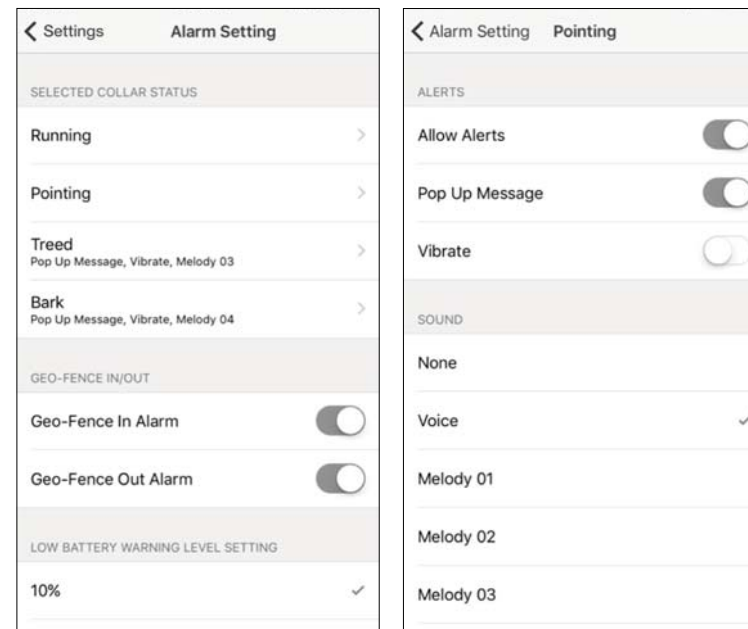 Settings
Alarm Setting
SELECTED COLLAR STATUS
Running
Pointing
Treed
Pop Up Message, Vibrate, Melody 03
Bark
Pop Up Message, Vibrate, Melody 04
GEO-FENCE IN/OUT
Geo-Fence In Alarm
Geo-Fence Out Alarm
LOW BATTERY WARNING LEVEL SETTING
10%
Alarm Setting
Pointing
ALERTS
Allow Alerts
Pop Up Message
Vibrate
SOUND
None
Voice
Melody 01
Melody 02
Melody 03